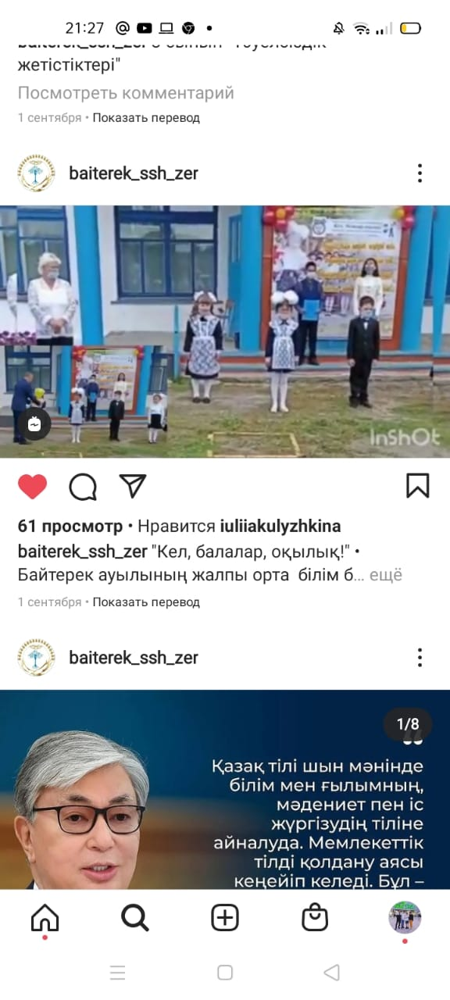 21:27
жетістіктері"
Посмотреть комментарий
1 сентября • Показать перевод
baiterek_ssh_zer
InShOt
61 просмотр • Нравится iuliiakulyzhkina
baiterek_ssh_zer "Кел, балалар, оқылық!" •
Байтерек ауылының жалпы орта білім б... ещё
1 сентября • Показать перевод
baiterek_ssh_zer
1/8
Қазақ тілі шын мәнінде
білім мен ғылымның,
мәдениет пен іс
жүргізудің тіліне
айналуда. Мемлекеттік
тілді қолдану аясы
кеңейіп келеді. Бұл –